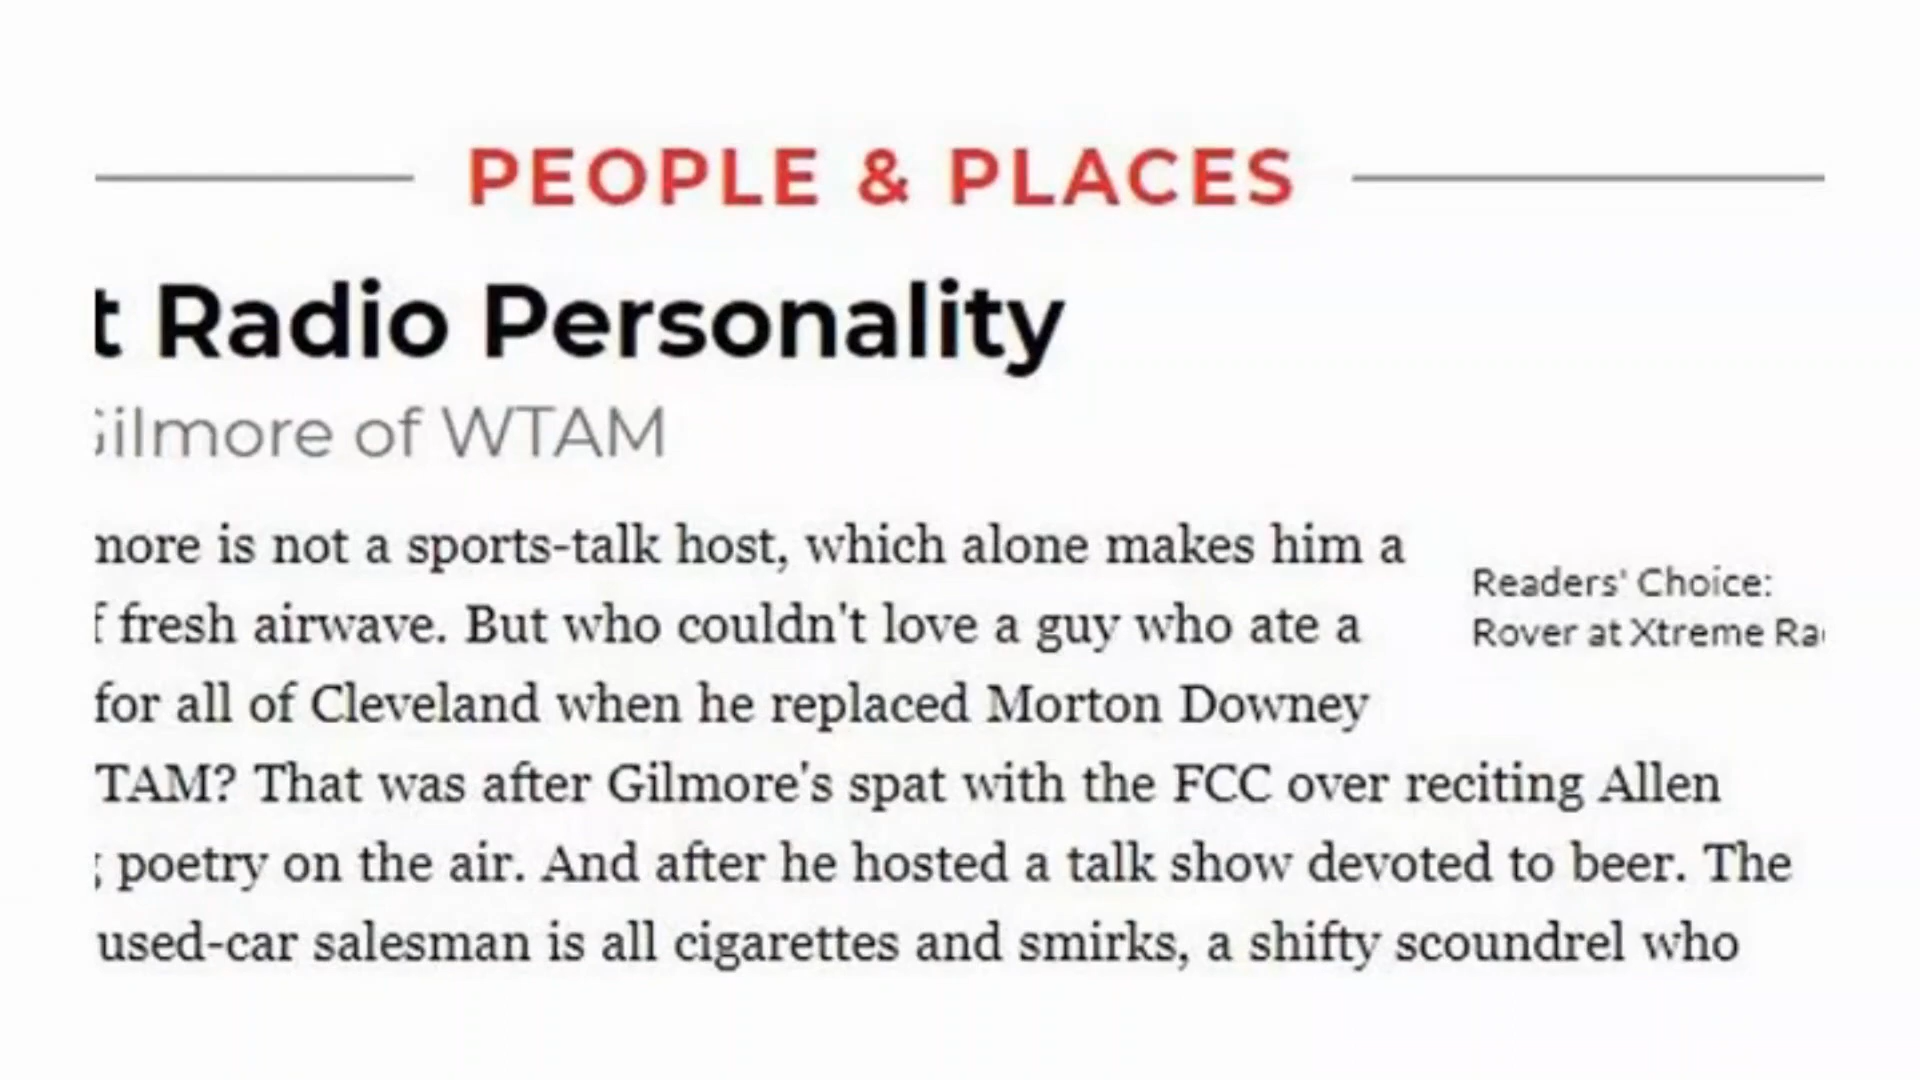 PEOPLE & PLACES
t Radio Personality
Gilmore of WTAM
more is not a sports-talk host, which alone makes him a
f fresh airwave. But who couldn't love a guy who ate a
for all of Cleveland when he replaced Morton Downey
TAM? That was after Gilmore's spat with the FCC over reciting Allen
g poetry on the air. And after he hosted a talk show devoted to beer. The
used-car salesman is all cigarettes and smirks, a shifty scoundrel who
Readers' Choice:
Rover at Xtreme Ra